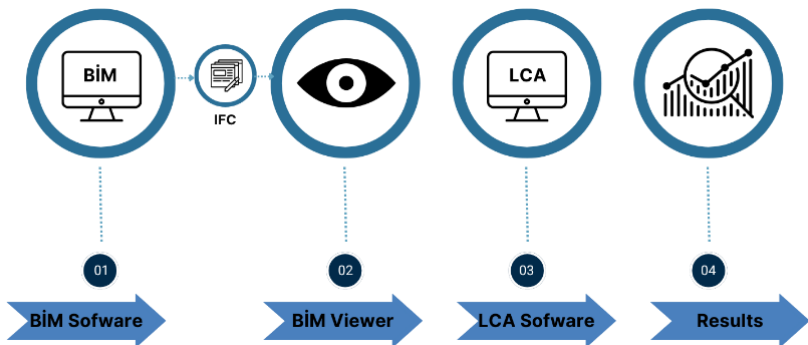 BİM
LCA
IFC
01
02
03
04
BİM Sofware
BİM Viewer
LCA Sofware
Results